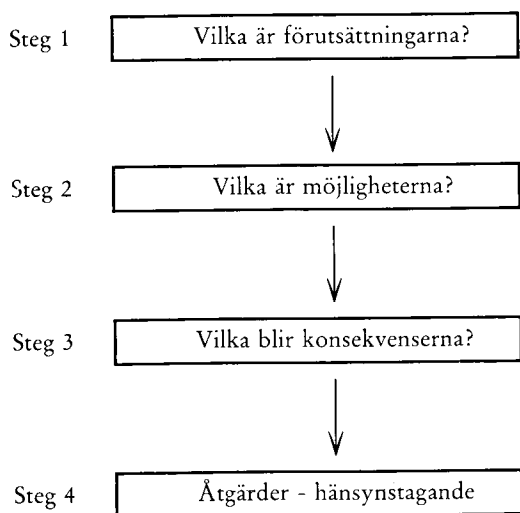 Steg 1 Vilka är förutsättningarna?
Steg 2 Vilka är möjligheterna?
Steg 3 Vilka blir konsekvenserna?
Steg 4 Åtgärder - hänsynstagande